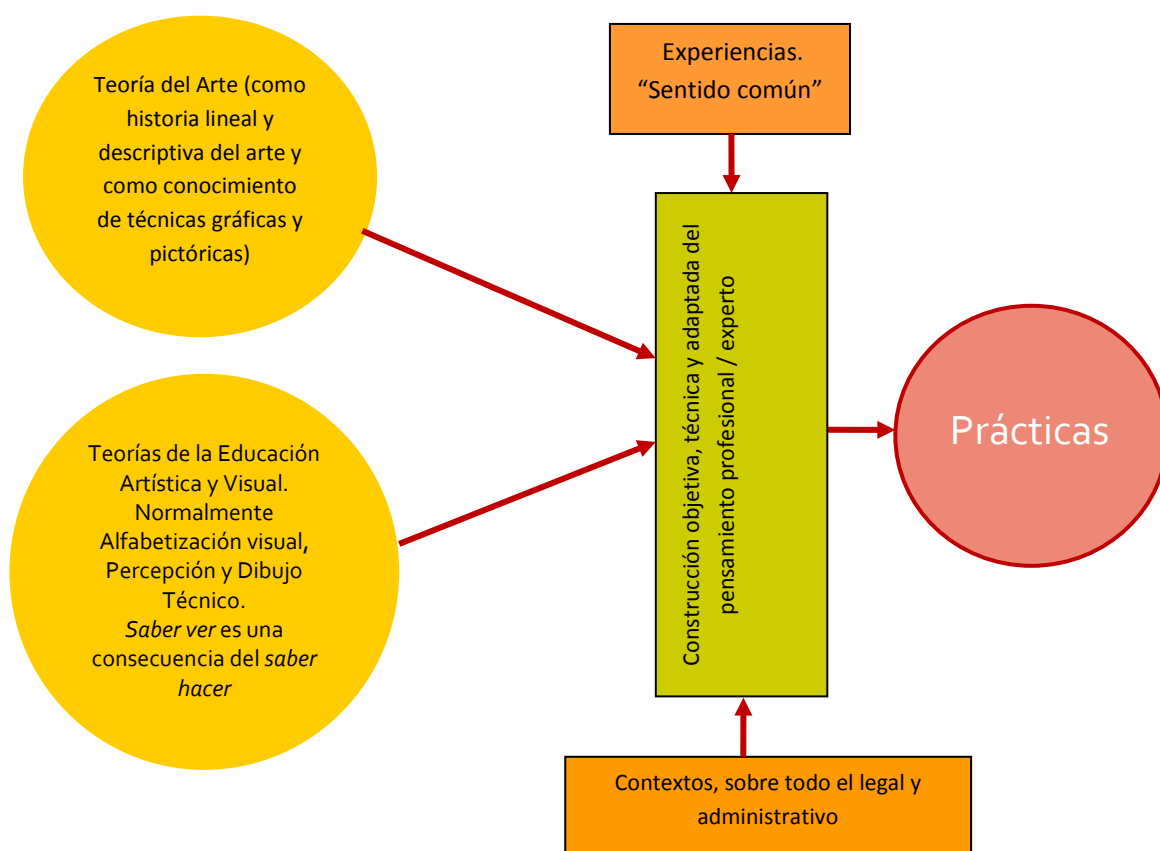 Teoría del Arte (como
historia lineal y
descriptiva del arte y
como conocimiento
de técnicas gráficas y
pictóricas)
Experiencias.
“Sentido común”
Teorías de la Educación
Artística y Visual.
Normalmente
Alfabetización visual,
Percepción y Dibujo
Técnico.
Saber ver es una
consecuencia del saber
hacer
Construcción objetiva, técnica y adaptada del
pensamiento profesional / experto
Prácticas
Contextos, sobre todo el legal y
administrativo